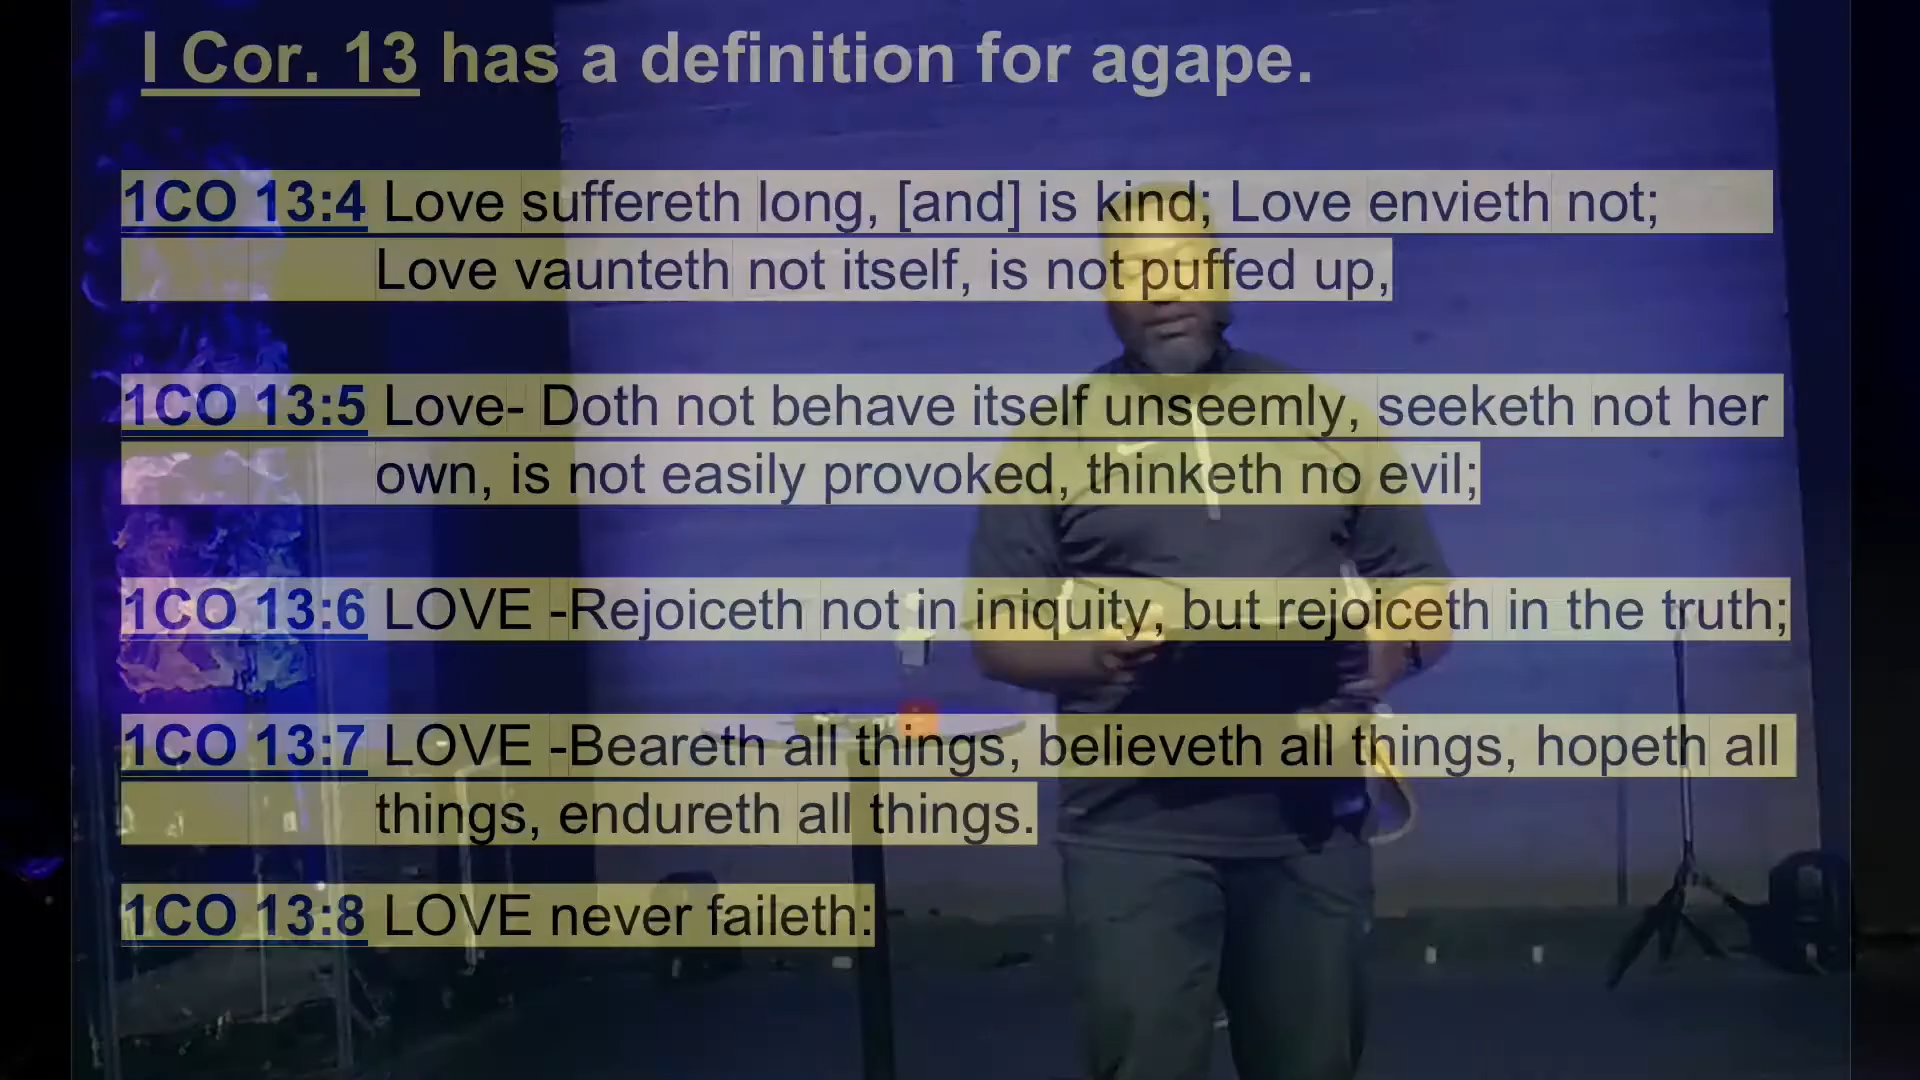 I Cor. 13 has a definition for agape.
1CO 13:4 Love suffereth long, [and] is kind; Love envieth not;
Love vaunteth not itself, is not puffed up,
1CO 13:5 Love- Doth not behave itself unseemly, seeketh not her
own, is not easily provoked, thinketh no evil;
1CO 13:6 LOVE -Rejoiceth not in iniquity, but rejoiceth in the truth;
1CO 13:7 LOVE -Beareth all things, believeth all things, hopeth all
things, endureth all things.
1CO 13:8 LOVE never faileth: